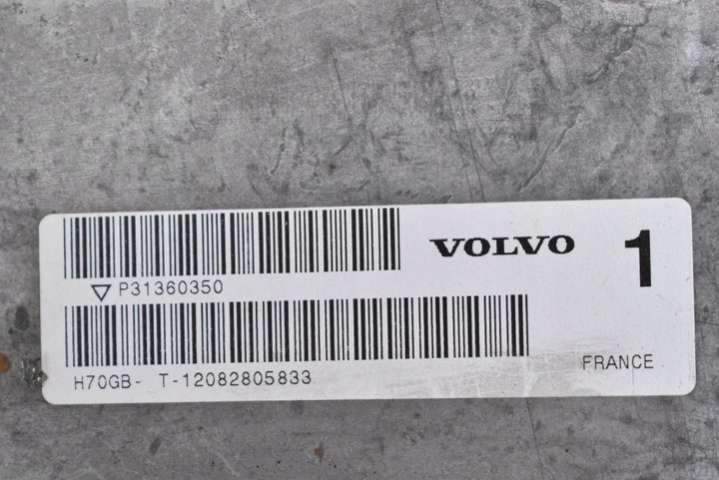 VOLVO
1
P31360350
H70GB- T-12082805833
FRANCE